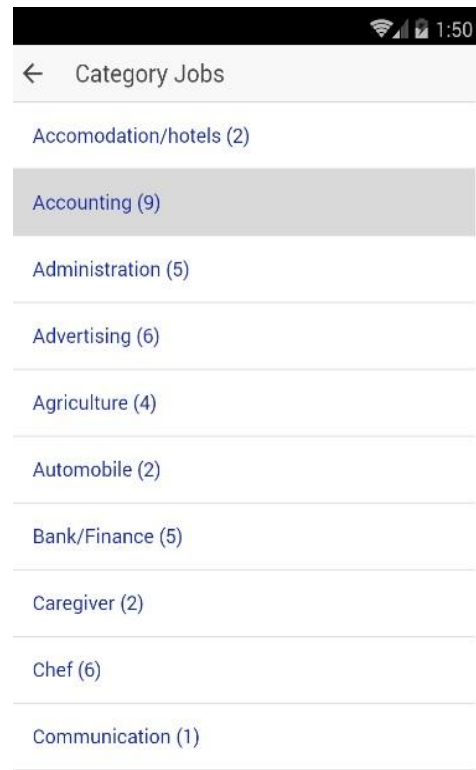 1:50
Category Jobs
Accomodation/hotels (2)
Accounting (9)
Administration (5)
Advertising (6)
Agriculture (4)
Automobile (2)
Bank/Finance (5)
Caregiver (2)
Chef (6)
Communication (1)